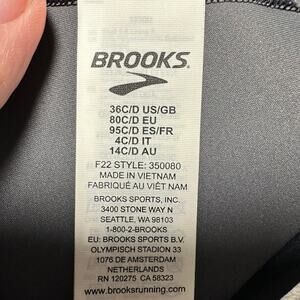 BROOKS
36C/D US/GB
80C/D EU
95C/D ES/FR
4C/D IT
14C/D AU
F22 STYLE: 350080
MADE IN VIETNAM
FABRIQUÉ AU VIÊT NAM
BROOKS SPORTS, INC.
3400 STONE WAY N
SEATTLE, WA 98103
1-800-2-BROOKS
EU: BROOKS SPORTS B.V.
OLYMPISCH STADION 33
1076 DE AMSTERDAM
NETHERLANDS
RN 120275 CA 58323
www.brooksrunning.com